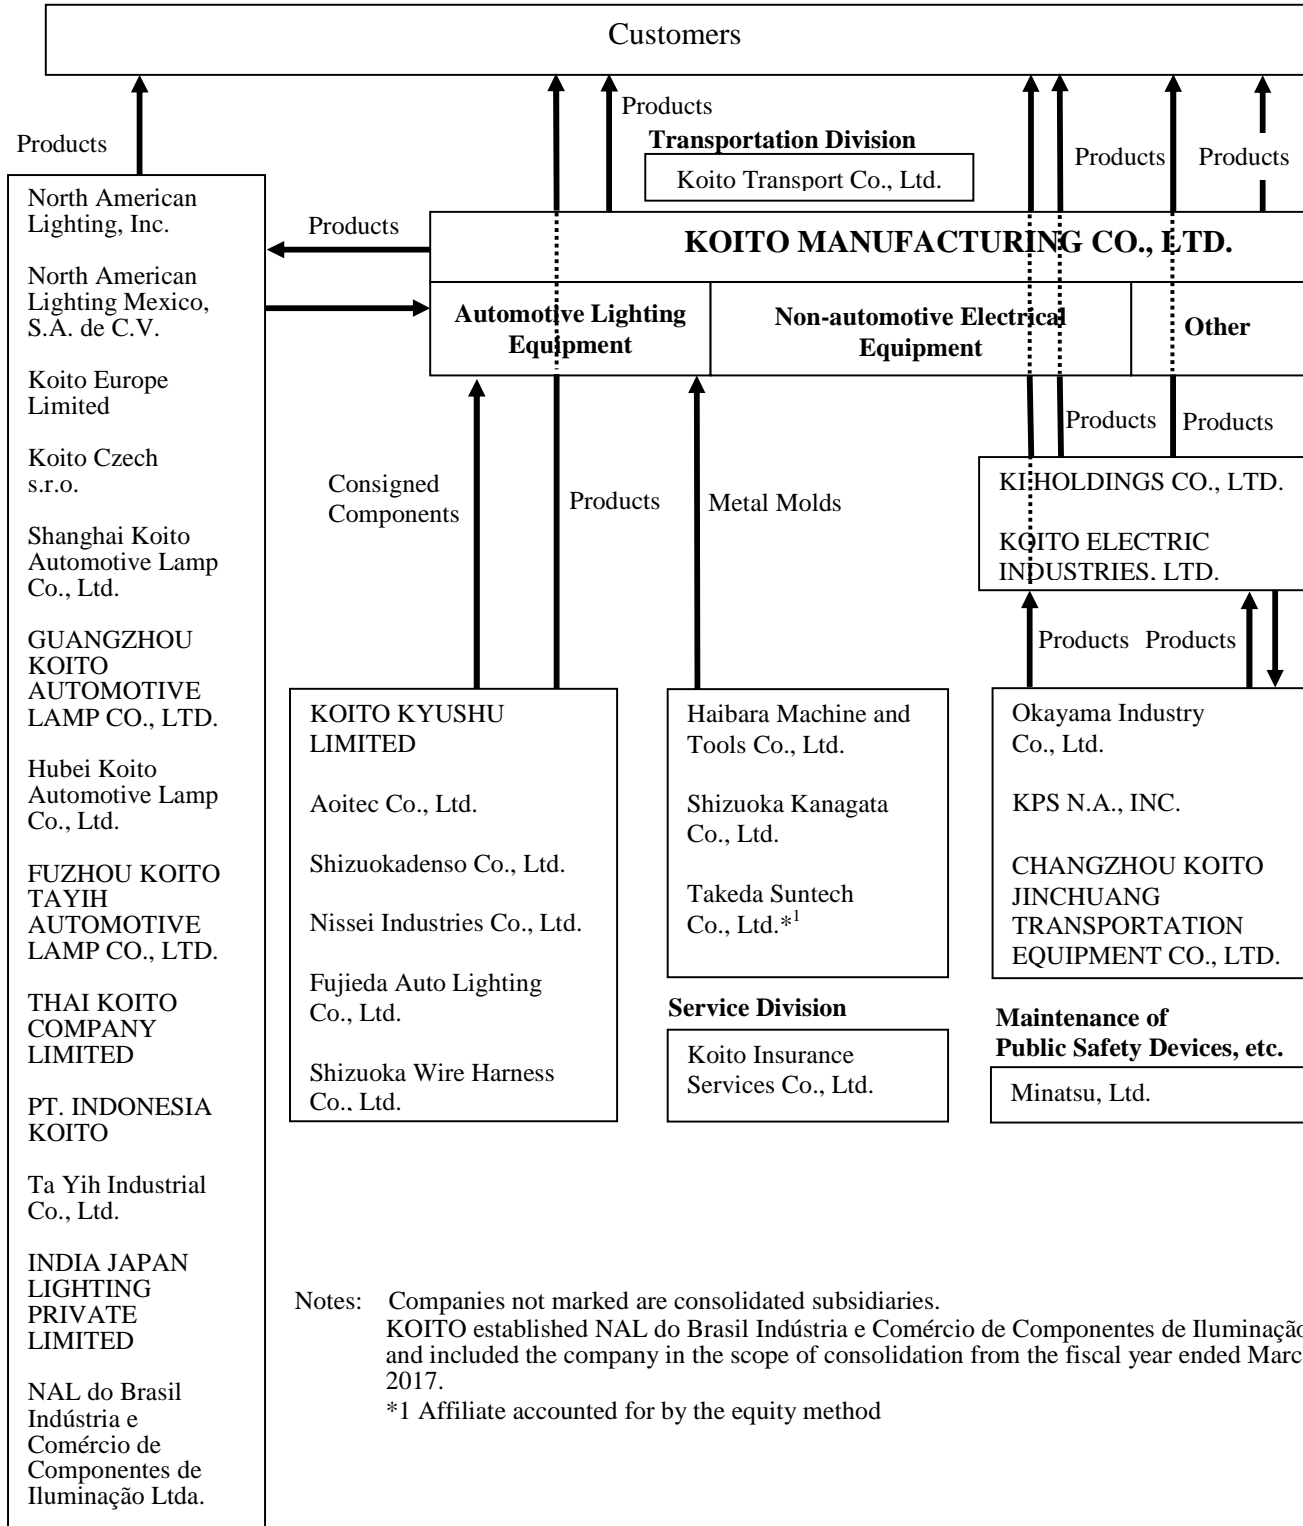 Customers
Products
Products
Transportation Division
Koito Transport Co., Ltd.
Products
Products
North American
Lighting, Inc.
North American
Lighting Mexico,
S.A. de C.V.
Koito Europe
Limited
Koito Czech
s.r.o.
Shanghai Koito
Automotive Lamp
Co., Ltd.
GUANGZHOU
KOITO
AUTOMOTIVE
LAMP CO., LTD.
Hubei Koito
Automotive Lamp
Co., Ltd.
FUZHOU KOITO
TAYIH
AUTOMOTIVE
LAMP CO., LTD.
THAI KOITO
COMPANY
LIMITED
PT. INDONESIA
KOITO
Ta Yih Industrial
Co., Ltd.
INDIA JAPAN
LIGHTING
PRIVATE
LIMITED
NAL do Brasil
Indústria e
Comércio de
Componentes de
Iluminação Ltda.
Products
KOITO MANUFACTURING CO., LTD.
Automotive Lighting
Equipment
Non-automotive Electrical
Equipment
Other
Consigned
Components
Products
Metal Molds
Products
Products
KI HOLDINGS CO., LTD.
KOITO ELECTRIC
INDUSTRIES, LTD.
Products
Products
KOITO KYUSHU
LIMITED
Aoitec Co., Ltd.
Shizuokadenso Co., Ltd.
Nissei Industries Co., Ltd.
Fujieda Auto Lighting
Co., Ltd.
Shizuoka Wire Harness
Co., Ltd.
Haibara Machine and
Tools Co., Ltd.
Shizuoka Kanagata
Co., Ltd.
Takeda Suntech
Co., Ltd.*1
Service Division
Koito Insurance
Services Co., Ltd.
Okayama Industry
Co., Ltd.
KPS N.A., INC.
CHANGZHOU KOITO
JINCHUANG
TRANSPORTATION
EQUIPMENT CO., LTD.
Maintenance of
Public Safety Devices, etc.
Minatsu, Ltd.
Notes: Companies not marked are consolidated subsidiaries.
KOITO established NAL do Brasil Indústria e Comércio de Componentes de Iluminação
and included the company in the scope of consolidation from the fiscal year ended Marc
2017.
*1 Affiliate accounted for by the equity method